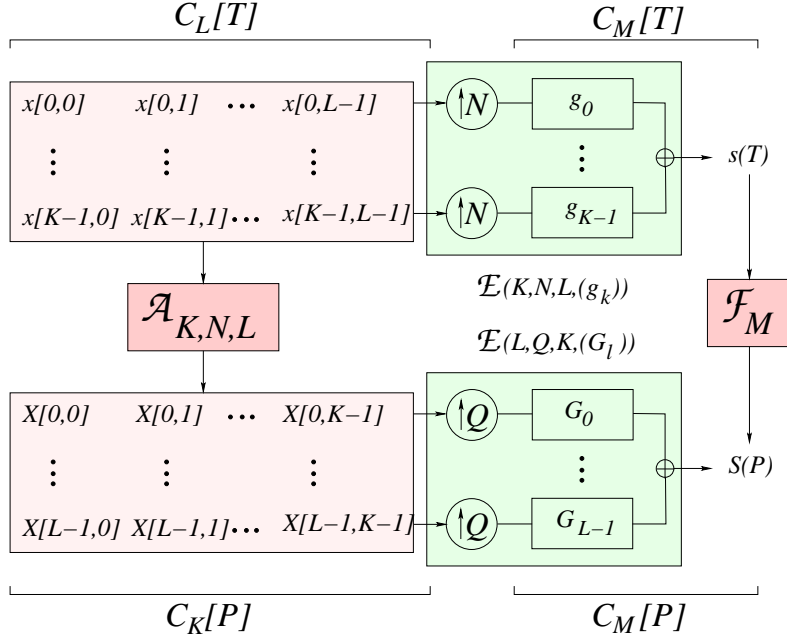 C_L[T] C_M[T]
x[0,0] x[0,1] ... x[0,L−1] ↑N g_0
s(T)
x[K−1,0] x[K−1,1] ... x[K−1,L−1] ↑N g_{K−1}
ℰ(K,N,L,(g_k))
𝒜_{K,N,L} ℱ_M
ℰ(L,Q,K,(G_l))
X[0,0] X[0,1] ... X[0,K−1] ↑Q G_0
S(P)
X[L−1,0] X[L−1,1] ... X[L−1,K−1] ↑Q G_{L−1}
C_K[P] C_M[P]